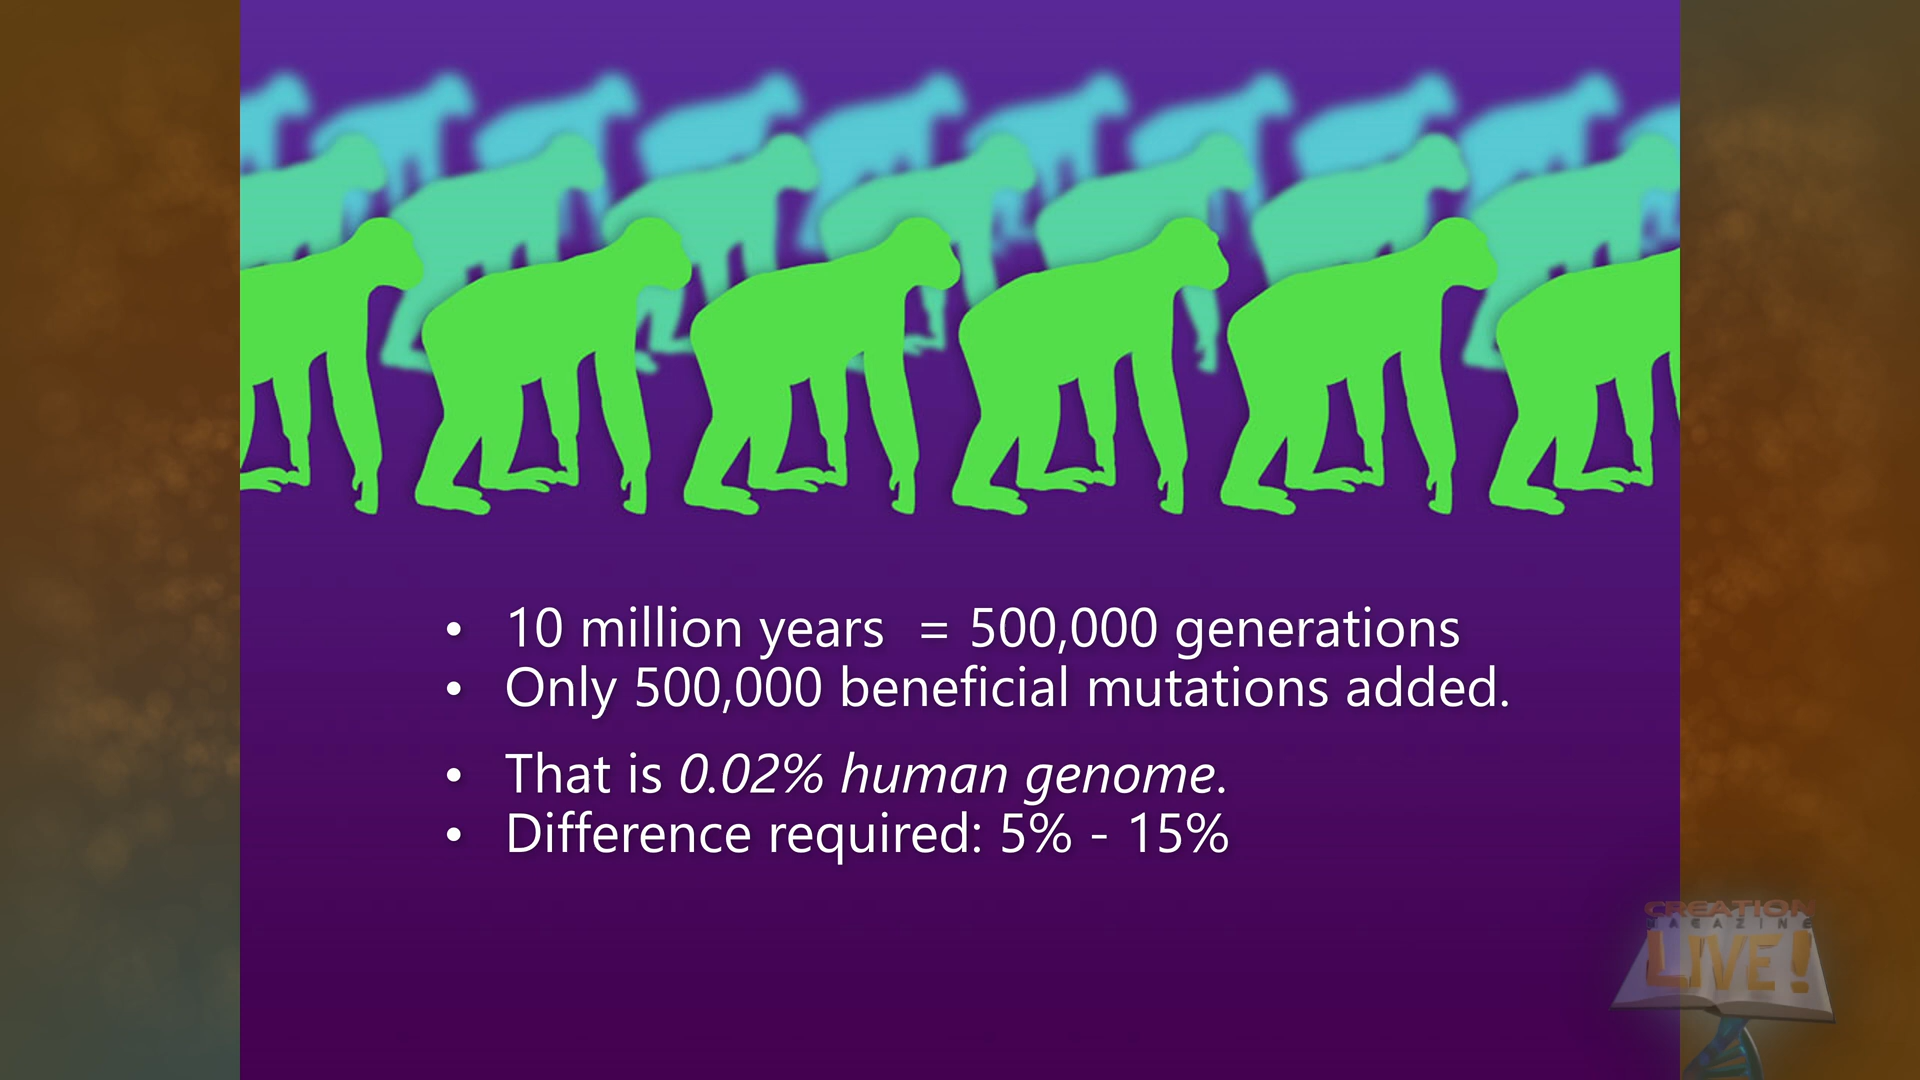 • 10 million years = 500,000 generations
• Only 500,000 beneficial mutations added.
• That is 0.02% human genome.
• Difference required: 5% - 15%
CREATION
MAGAZINE
LIVE!